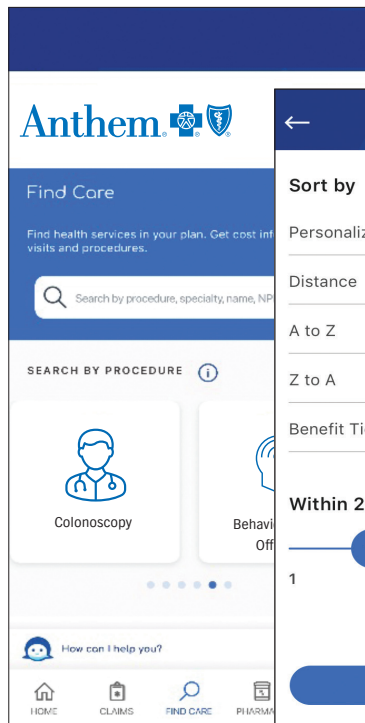 Anthem
Find Care
Find health services in your plan. Get cost inf
visits and procedures.
Search by procedure, specialty, name, NP
SEARCH BY PROCEDURE
Colonoscopy
Behavi
Off
How can I help you?
HOME
CLAIMS
FIND CARE
PHARMA
Sort by
Personaliz
Distance
A to Z
Z to A
Benefit Ti
Within 2
1